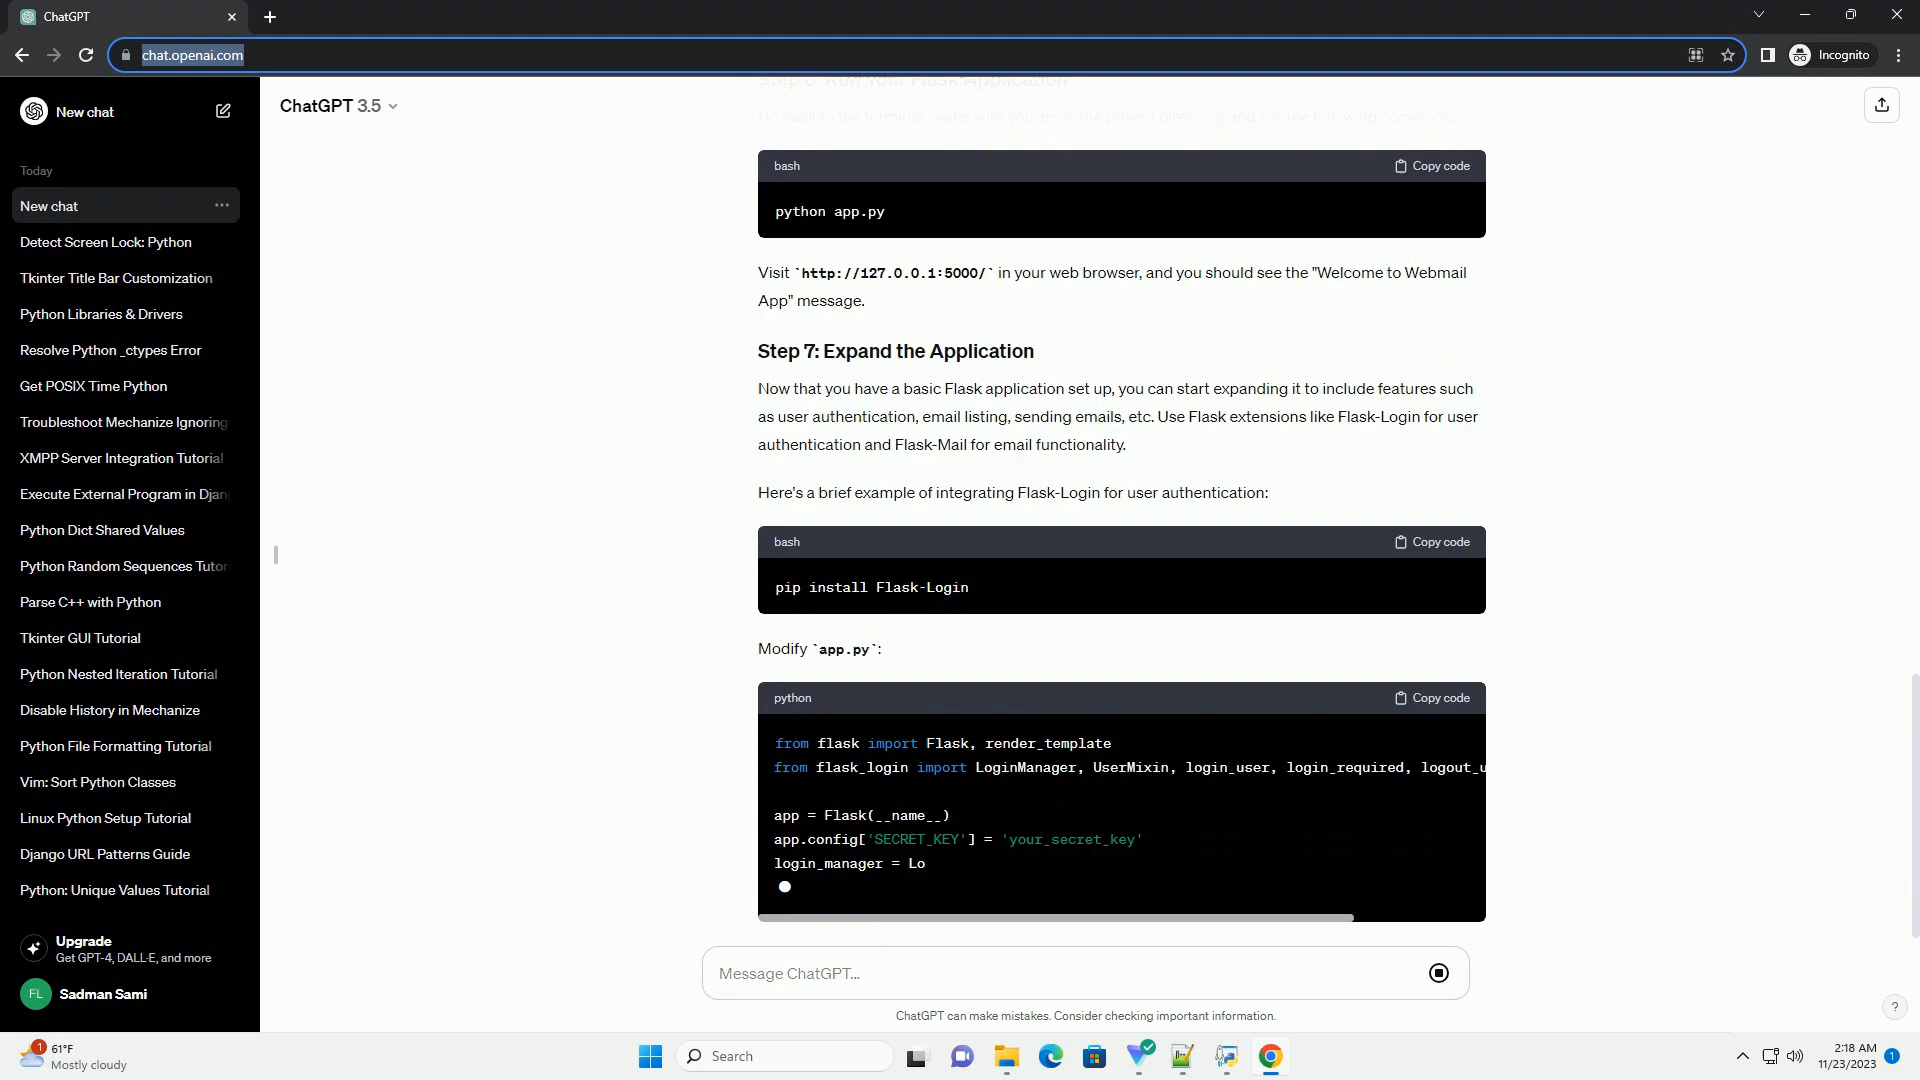 ChatGPT
chat.openai.com
Incognito
New chat
ChatGPT 3.5
Today
New chat
Detect Screen Lock: Python
Tkinter Title Bar Customization
Python Libraries & Drivers
Resolve Python _ctypes Error
Get POSIX Time Python
Troubleshoot Mechanize Ignoring
XMPP Server Integration Tutorial
Execute External Program in Djan
Python Dict Shared Values
Python Random Sequences Tutor
Parse C++ with Python
Tkinter GUI Tutorial
Python Nested Iteration Tutorial
Disable History in Mechanize
Python File Formatting Tutorial
Vim: Sort Python Classes
Linux Python Setup Tutorial
Django URL Patterns Guide
Python: Unique Values Tutorial
Upgrade
Get GPT-4, DALL·E, and more
FL
Sadman Sami
Step 6: Run Your Flask Application
bash
Copy code
python app.py
Visit `http://127.0.0.1:5000/` in your web browser, and you should see the "Welcome to Webmail
App" message.
Step 7: Expand the Application
Now that you have a basic Flask application set up, you can start expanding it to include features such
as user authentication, email listing, sending emails, etc. Use Flask extensions like Flask-Login for user
authentication and Flask-Mail for email functionality.
Here's a brief example of integrating Flask-Login for user authentication:
bash
Copy code
pip install Flask-Login
Modify `app.py`:
python
Copy code
from flask import Flask, render_template
from flask_login import LoginManager, UserMixin, login_user, login_required, logout_u
app = Flask(__name__)
app.config['SECRET_KEY'] = 'your_secret_key'
login_manager = Lo
Message ChatGPT...
ChatGPT can make mistakes. Consider checking important information.
?
1
61°F
Mostly cloudy
Search
2:18 AM
11/23/2023
1